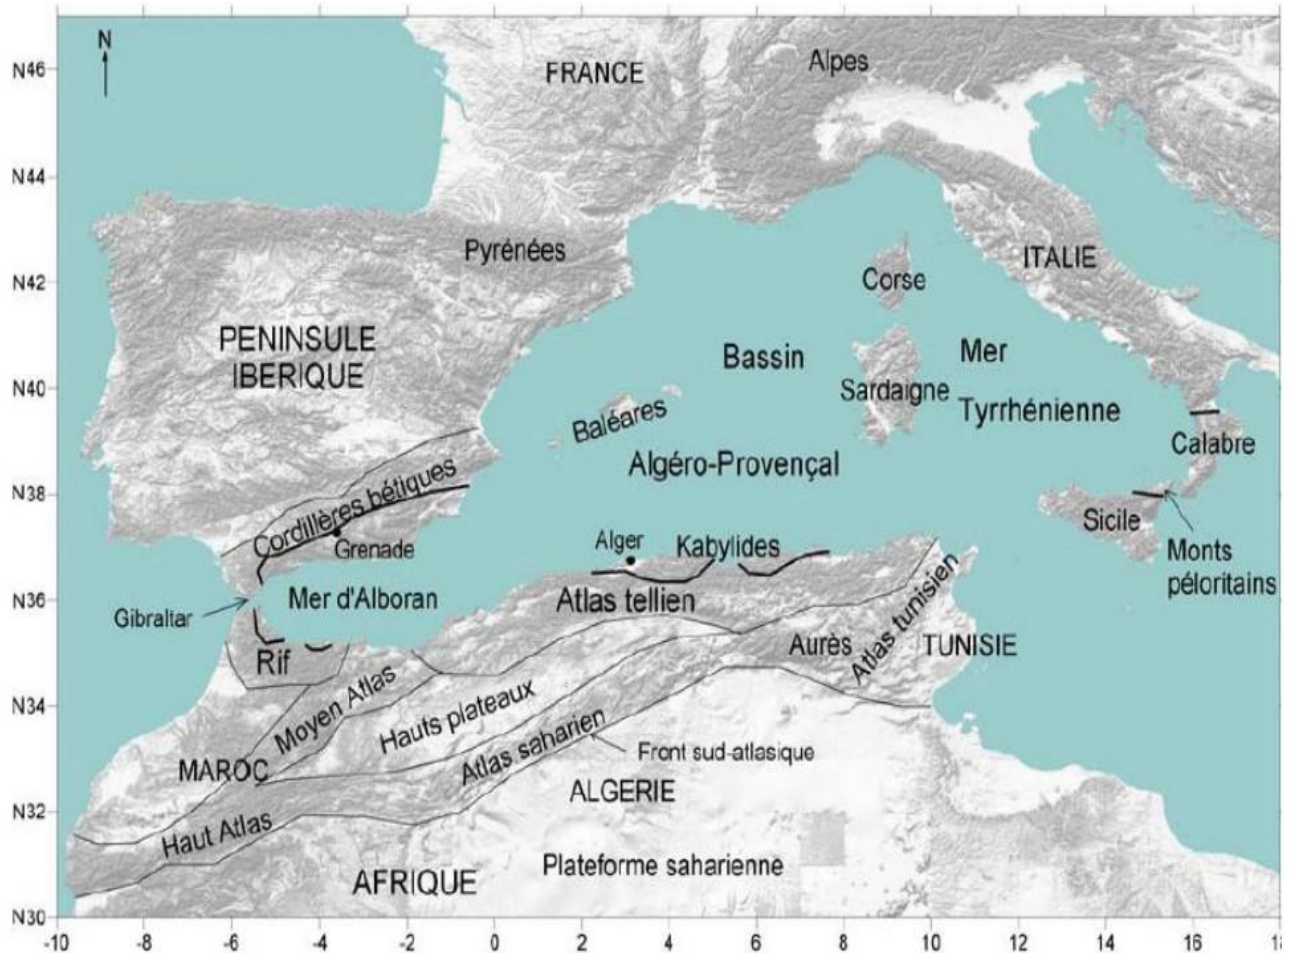 N
N46
N44
N42
N40
N38
N36
N34
N32
N30
FRANCE
Alpes
Pyrénées
ITALIE
Corse
PENINSULE
IBERIQUE
Bassin
Mer
Sardaigne
Tyrrhénienne
Baléares
Algéro-Provençal
Calabre
Cordillères bétiques
Grenade
Sicile
Monts
péloritains
Alger
Kabylides
Gibraltar
Mer d'Alboran
Atlas tellien
Rif
Aurès
Atlas tunisien
TUNISIE
Moyen Atlas
Hauts plateaux
Atlas saharien
Front sud-atlasique
MAROC
ALGERIE
Haut Atlas
Plateforme saharienne
AFRIQUE
-10 -8 -6 -4 -2 0 2 4 6 8 10 12 14 16